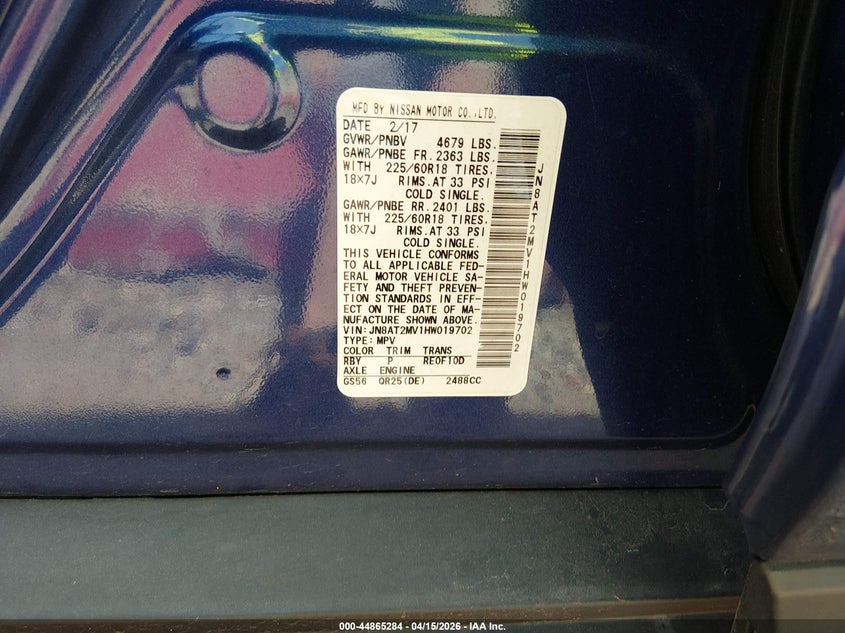 MFD BY NISSAN MOTOR CO.,LTD.
DATE 2/17
GVWR/PNBV 4679 LBS.
GAWR/PNBE FR. 2363 LBS.
WITH 225/60R18 TIRES,
18×7J RIMS.AT 33 PSI
COLD SINGLE.
GAWR/PNBE RR. 2401 LBS.
WITH 225/60R18 TIRES,
18×7J RIMS.AT 33 PSI
COLD SINGLE.
THIS VEHICLE CONFORMS
TO ALL APPLICABLE FED-
ERAL MOTOR VEHICLE SA-
FETY AND THEFT PREVEN-
TION STANDARDS IN EFF-
ECT ON THE DATE OF MA-
NUFACTURE SHOWN ABOVE.
VIN:JN8AT2MV1HW019702
TYPE:MPV
COLOR TRIM TRANS
RBY P RE0F10D
AXLE ENGINE
GS56 QR25(DE) 2488CC
JN8AT2MV1HW019702
000-44865284 - 04/15/2026 - IAA Inc.